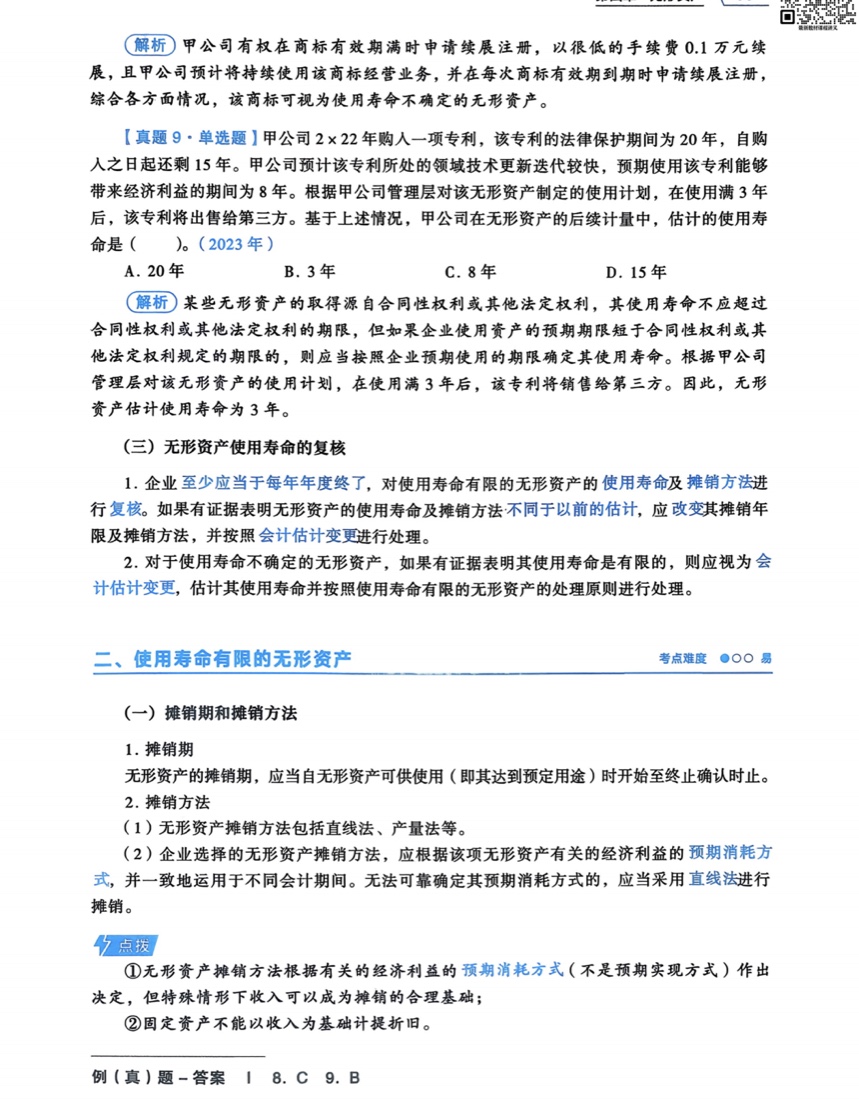 解析 甲公司有权在商标有效期满时申请续展注册，以很低的手续费 0.1 万元续
展，且甲公司预计将持续使用该商标经营业务，并在每次商标有效期到期时申请续展注册，
综合各方面情况，该商标可视为使用寿命不确定的无形资产。
【真题 9·单选题】甲公司 2×22 年购入一项专利，该专利的法律保护期间为 20 年，自购
入之日起还剩 15 年。甲公司预计该专利所处的领域技术更新迭代较快，预期使用该专利能够
带来经济利益的期间为 8 年。根据甲公司管理层对该无形资产制定的使用计划，在使用满 3 年
后，该专利将出售给第三方。基于上述情况，甲公司在无形资产的后续计量中，估计的使用寿
命是（　　）。（2023 年）
A. 20 年　B. 3 年　C. 8 年　D. 15 年
解析 某些无形资产的取得源自合同性权利或其他法定权利，其使用寿命不应超过
合同性权利或其他法定权利的期限，但如果企业使用资产的预期期限短于合同性权利或其
他法定权利规定的期限的，则应当按照企业预期使用的期限确定其使用寿命。根据甲公司
管理层对该无形资产的使用计划，在使用满 3 年后，该专利将销售给第三方。因此，无形
资产估计使用寿命为 3 年。
（三）无形资产使用寿命的复核
1. 企业至少应当于每年年度终了，对使用寿命有限的无形资产的使用寿命及摊销方法进
行复核。如果有证据表明无形资产的使用寿命及摊销方法不同于以前的估计，应改变其摊销年
限及摊销方法，并按照会计估计变更进行处理。
2. 对于使用寿命不确定的无形资产，如果有证据表明其使用寿命是有限的，则应视为会
计估计变更，估计其使用寿命并按照使用寿命有限的无形资产的处理原则进行处理。
二、使用寿命有限的无形资产　考点难度 ●○○ 易
（一）摊销期和摊销方法
1. 摊销期
无形资产的摊销期，应当自无形资产可供使用（即其达到预定用途）时开始至终止确认时止。
2. 摊销方法
（1）无形资产摊销方法包括直线法、产量法等。
（2）企业选择的无形资产摊销方法，应根据该项无形资产有关的经济利益的预期消耗方
式，并一致地运用于不同会计期间。无法可靠确定其预期消耗方式的，应当采用直线法进行
摊销。
点拨
①无形资产摊销方法根据有关的经济利益的预期消耗方式（不是预期实现方式）作出
决定，但特殊情形下收入可以成为摊销的合理基础；
②固定资产不能以收入为基础计提折旧。
例（真）题－答案 | 8. C 9. B